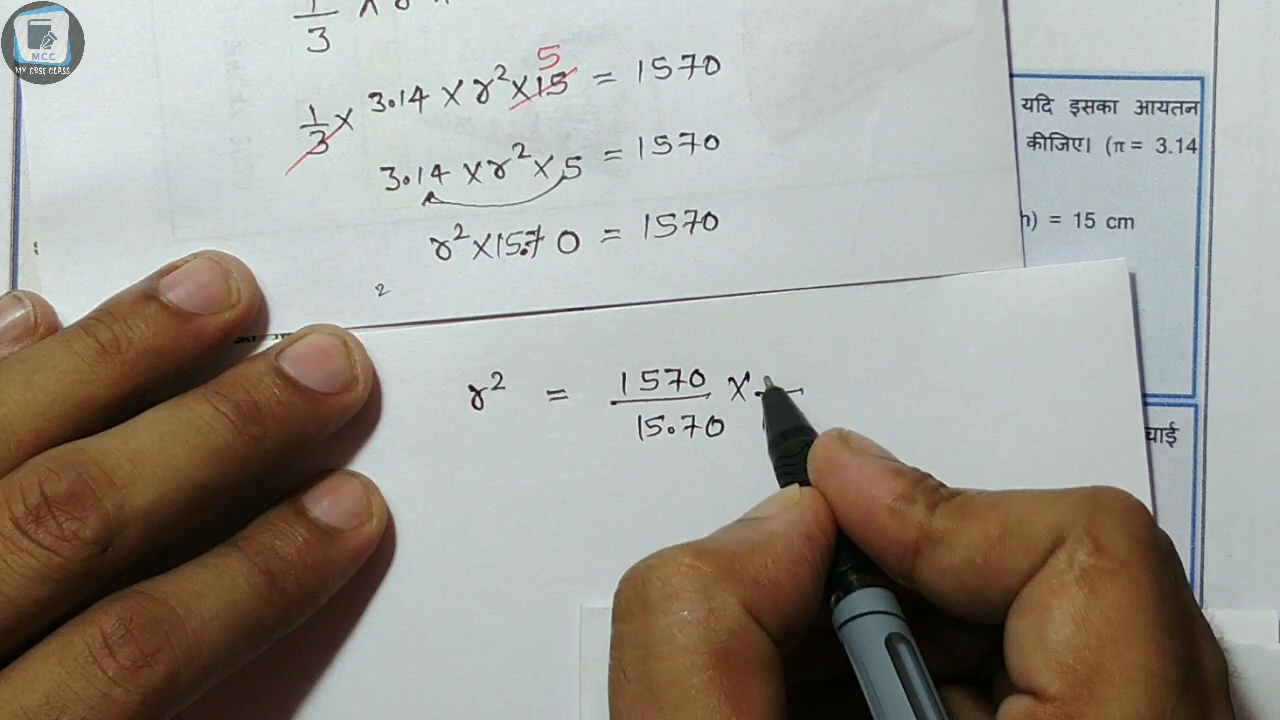 MCC
MY CBSE CLASS
1/3 ×
1/3 × 3.14 × r² × 15 = 1570
5
3.14 × r² × 5 = 1570
r² × 15.70 = 1570
2
r² = 1570/15.70 ×
यदि इसका आयतन
कीजिए। (π = 3.14
h) = 15 cm